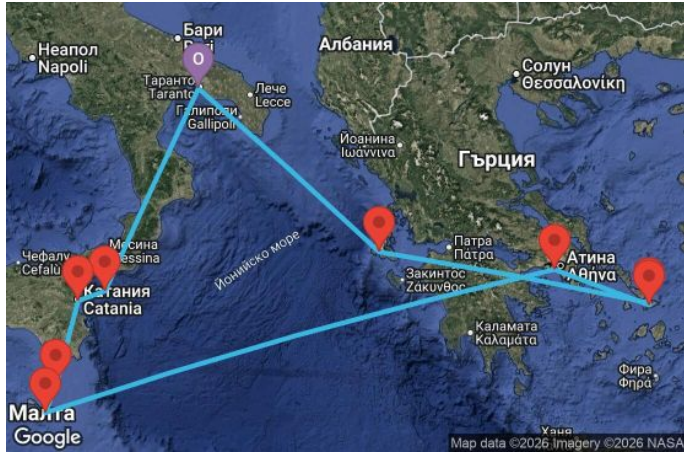 Бари
Неапол
Napoli
Албания
Солун
Θεσσαλονίκη
Таранто
Taranto
Лече
Lecce
Галиполи
Gallipoli
Йоанина
Ιωάννινα
Гърция
Месина
Messina
Йонийско море
Патра
Πάτρα
Атина
Αθήνα
Чефалу
Cefalù
Закинтос
Ζάκυνθος
Катания
Catania
Каламата
Καλαμάτα
Фира
Φηρά
Малта
Ханя
Google
Map data ©2026 Imagery ©2026 NASA